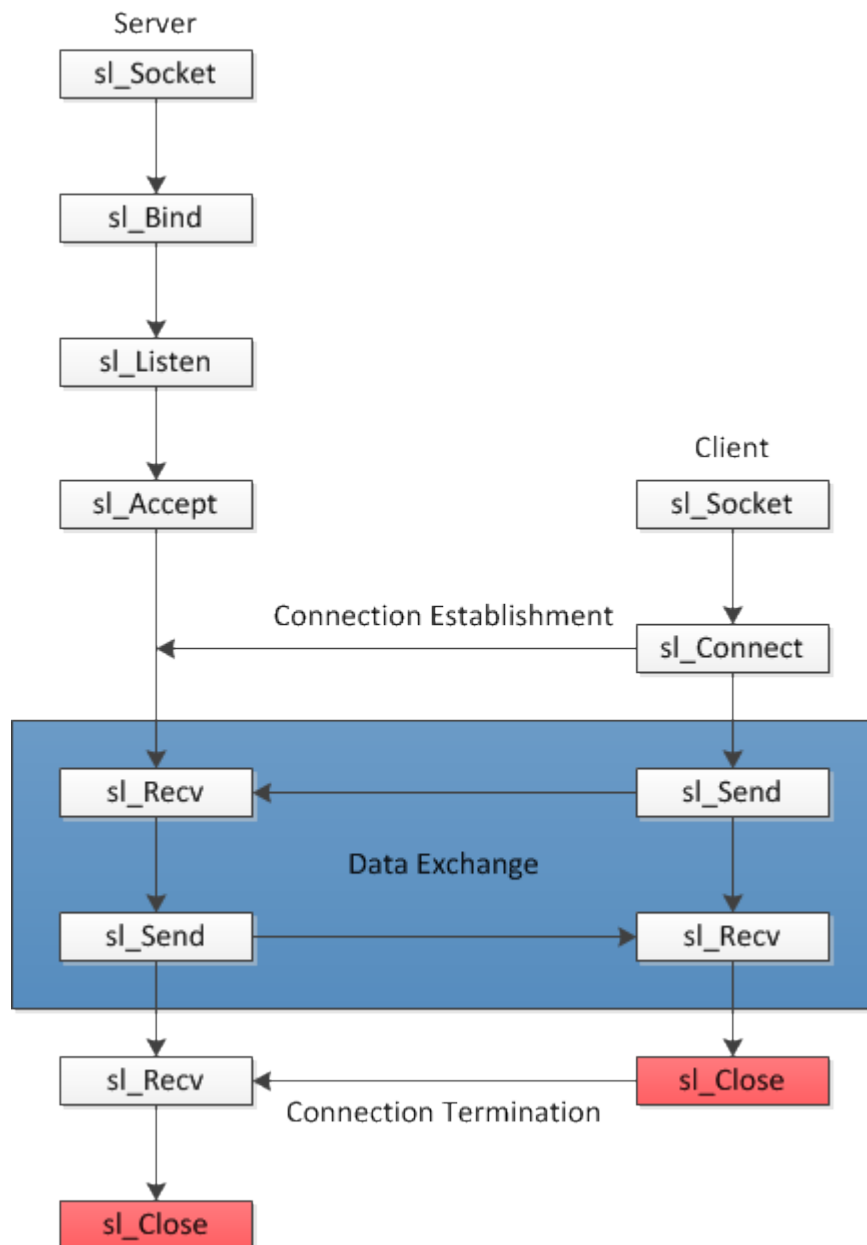 Server
sl_Socket
sl_Bind
sl_Listen
Client
sl_Accept
sl_Socket
Connection Establishment
sl_Connect
sl_Recv
sl_Send
Data Exchange
sl_Send
sl_Recv
sl_Recv
sl_Close
Connection Termination
sl_Close